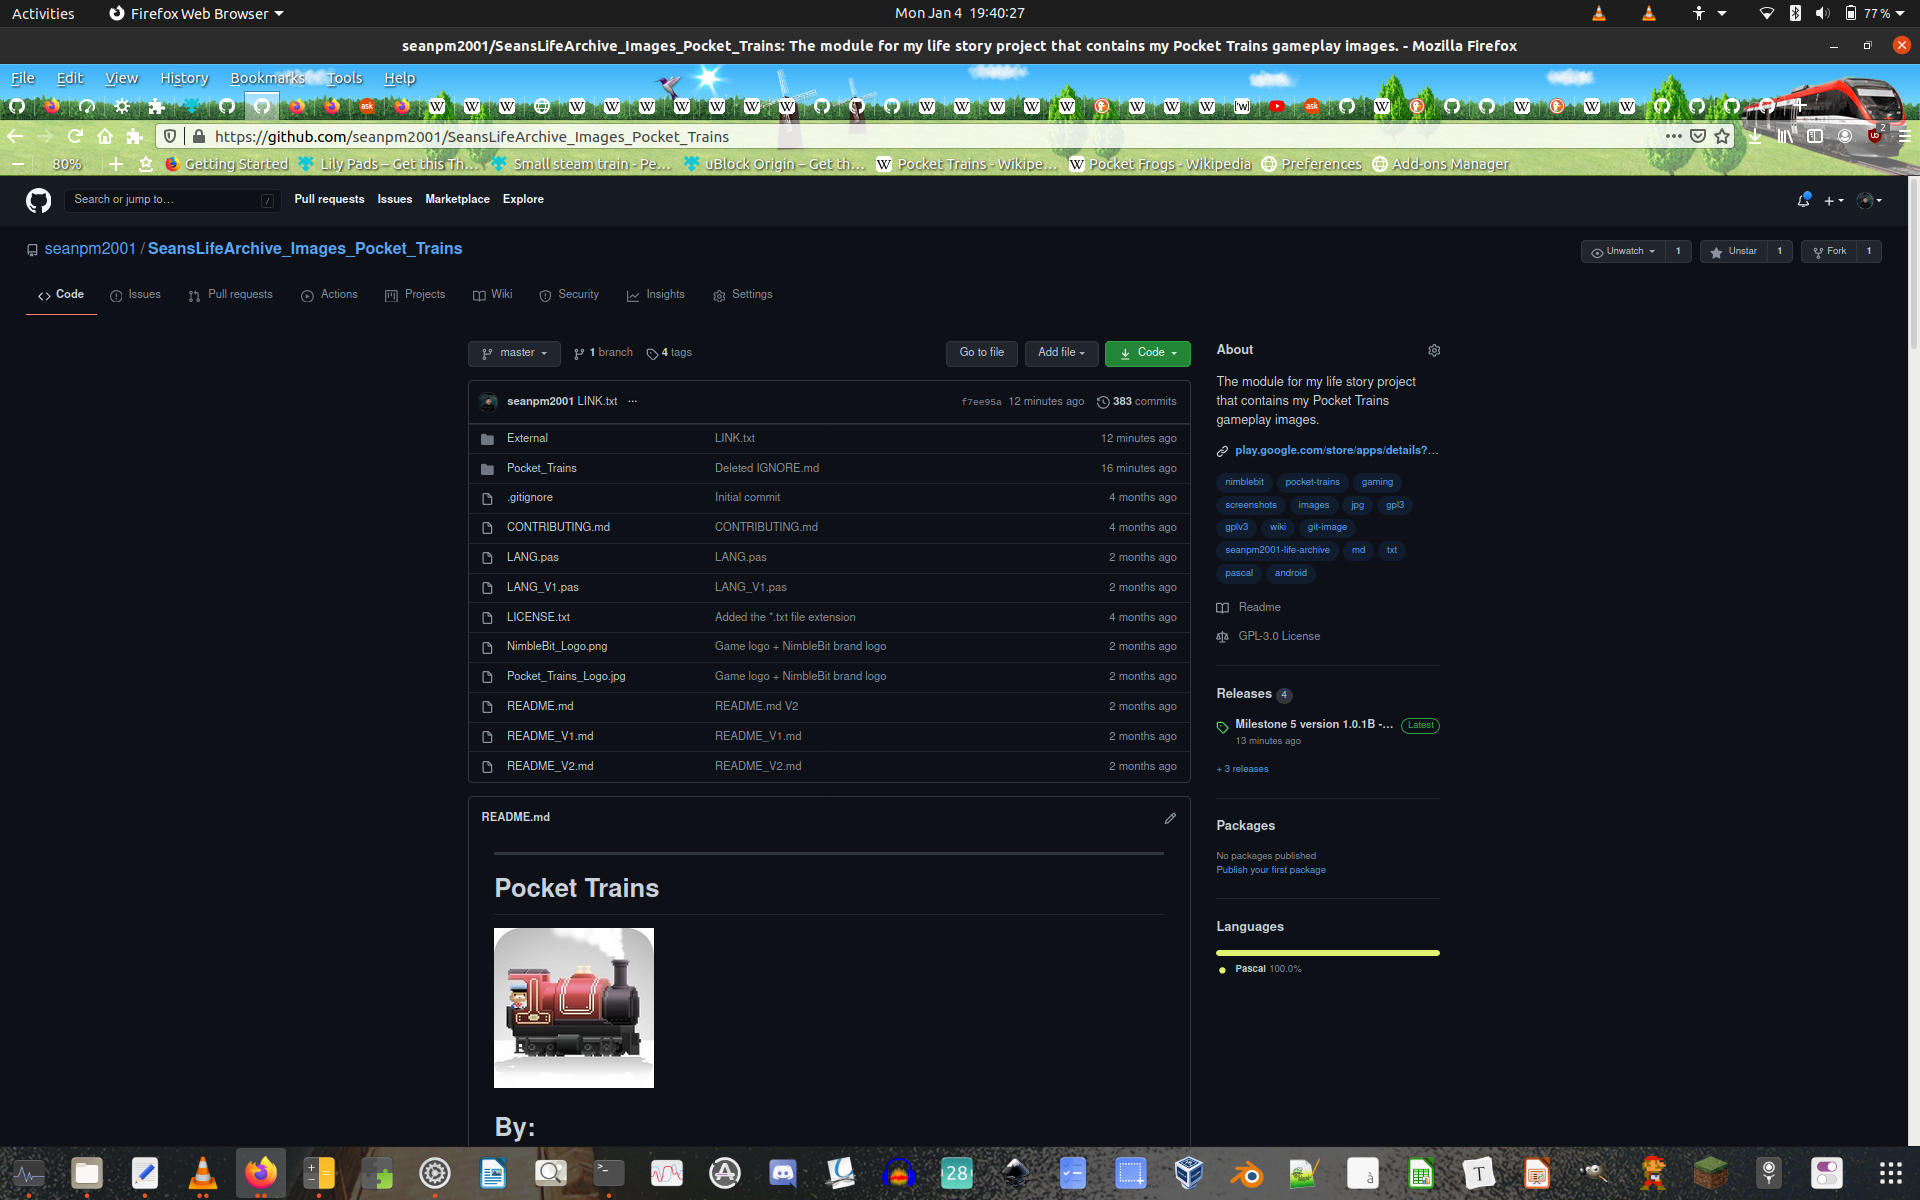 Activities Firefox Web Browser Mon Jan 4 19:40:27 77 %
seanpm2001/SeansLifeArchive_Images_Pocket_Trains: The module for my life story project that contains my Pocket Trains gameplay images. - Mozilla Firefox
File Edit View History Bookmarks Tools Help
https://github.com/seanpm2001/SeansLifeArchive_Images_Pocket_Trains 2
80% Getting Started Lily Pads – Get this Th… Small steam train - Pe… uBlock Origin – Get th… Pocket Trains - Wikipe… Pocket Frogs - Wikipedia Preferences Add-ons Manager
Search or jump to… / Pull requests Issues Marketplace Explore
seanpm2001 / SeansLifeArchive_Images_Pocket_Trains Unwatch 1 Unstar 1 Fork 1
Code Issues Pull requests Actions Projects Wiki Security Insights Settings
master 1 branch 4 tags Go to file Add file Code
seanpm2001 LINK.txt ... f7ee95a 12 minutes ago 383 commits
External LINK.txt 12 minutes ago
Pocket_Trains Deleted IGNORE.md 16 minutes ago
.gitignore Initial commit 4 months ago
CONTRIBUTING.md CONTRIBUTING.md 4 months ago
LANG.pas LANG.pas 2 months ago
LANG_V1.pas LANG_V1.pas 2 months ago
LICENSE.txt Added the *.txt file extension 4 months ago
NimbleBit_Logo.png Game logo + NimbleBit brand logo 2 months ago
Pocket_Trains_Logo.jpg Game logo + NimbleBit brand logo 2 months ago
README.md README.md V2 2 months ago
README_V1.md README_V1.md 2 months ago
README_V2.md README_V2.md 2 months ago
README.md
Pocket Trains
By:
About
The module for my life story project
that contains my Pocket Trains
gameplay images.
play.google.com/store/apps/details?…
nimblebit pocket-trains gaming
screenshots images jpg gpl3
gplv3 wiki git-image
seanpm2001-life-archive md txt
pascal android
Readme
GPL-3.0 License
Releases 4
Milestone 5 version 1.0.1B -… Latest
13 minutes ago
+ 3 releases
Packages
No packages published
Publish your first package
Languages
Pascal 100.0%
28